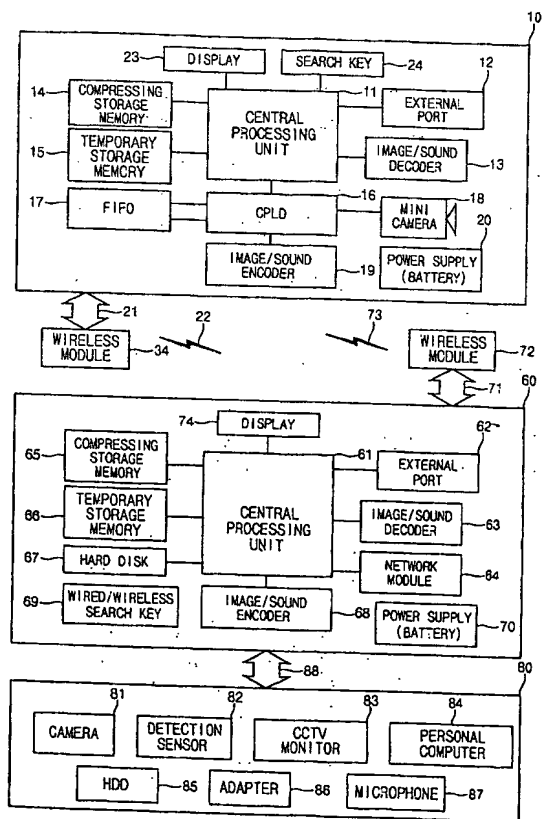 10
23
DISPLAY
SEARCH KEY
24
11
12
14
COMPRESSING
STORAGE
MEMORY
CENTRAL
PROCESSING
UNIT
EXTERNAL
PORT
15
TEMPORARY
STORAGE
MEMCRY
IMAGE/SOUND
DECODER
13
16
17
FIFO
CPLD
18
MINI
CAMERA
20
IMAGE/SOUND
ENCODER
19
POWER SUPPLY
(BATTERY)
21
22
73
WIRELESS
MODULE
34
WIRELESS
MODULE
72
71
60
74
DISPLAY
61
62
65
COMPRESSING
STORAGE
MEMORY
CENTRAL
PROCESSING
UNIT
EXTERNAL
PORT
66
TEMPORARY
STORAGE
MEMORY
IMAGE/SOUND
DECODER
63
67
HARD DISK
NETWORK
MODULE
64
69
WIRED/WIRELESS
SEARCH KEY
IMAGE/SOUND
ENCODER
68
POWER SUPPLY
(BATTERY)
70
88
80
81
82
83
84
CAMERA
DETECTION
SENSOR
CCTV
MONITOR
PERSONAL
COMPUTER
HDD
85
ADAPTER
86
MICROPHONE
87